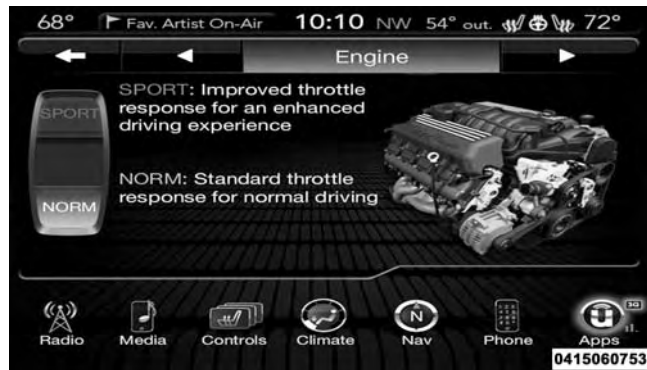 68° Fav. Artist On-Air 10:10 NW 54° out. 72°
Engine
SPORT: Improved throttle
response for an enhanced
driving experience
SPORT
NORM: Standard throttle
response for normal driving
NORM
Radio Media Controls Climate N Nav Phone 3G Apps
0415060753